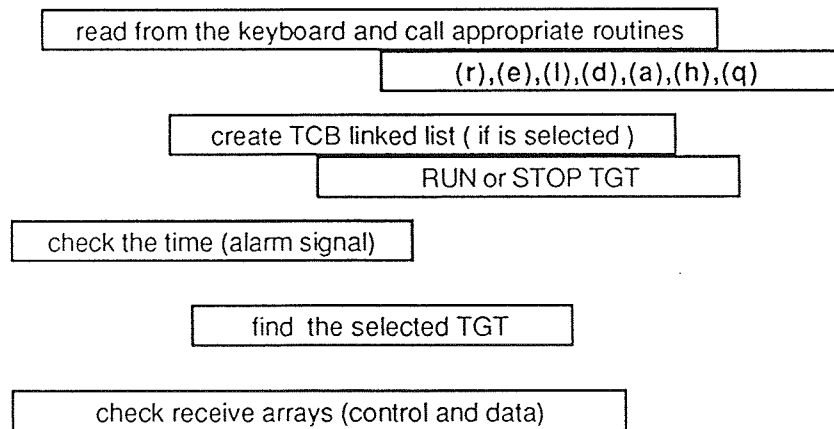 read from the keyboard and call appropriate routines
(r),(e),(l),(d),(a),(h),(q)
create TCB linked list ( if is selected )
RUN or STOP TGT
check the time (alarm signal)
find the selected TGT
check receive arrays (control and data)